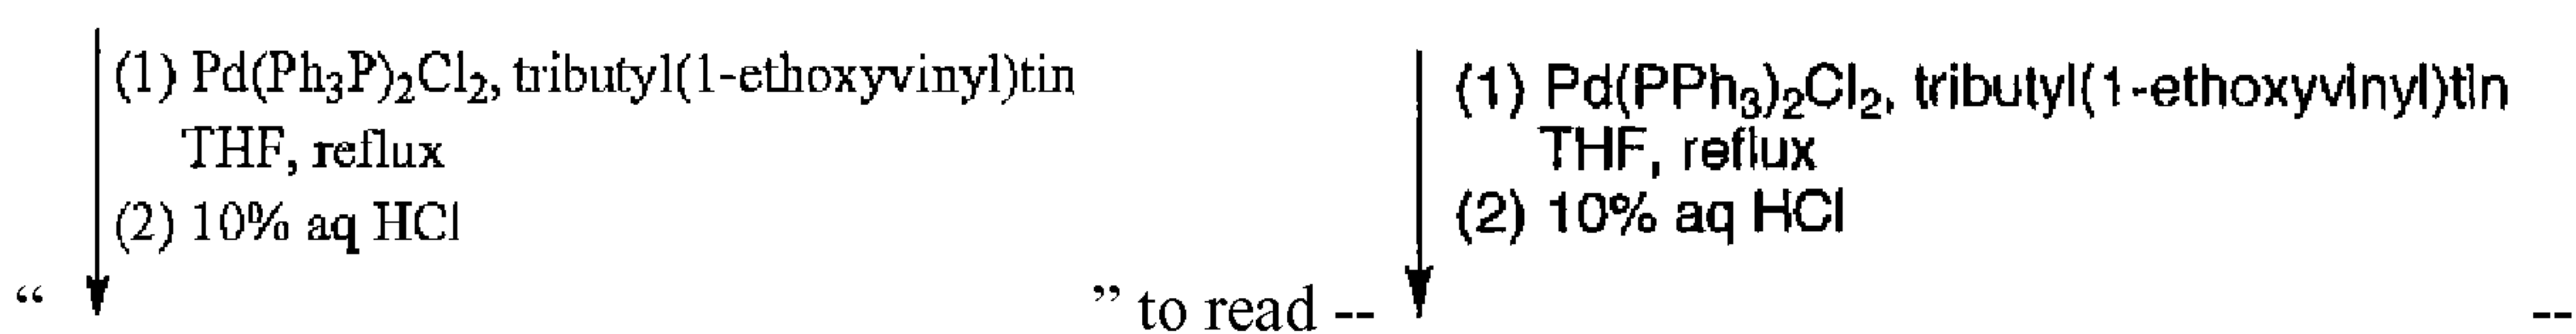 (1) Pd(Ph3P)2Cl2, tributyl(1-ethoxyvinyl)tin
THF, reflux
(2) 10% aq HCl
“ ” to read --
(1) Pd(PPh3)2Cl2, tributyl(1-ethoxyvinyl)tin
THF, reflux
(2) 10% aq HCl
--